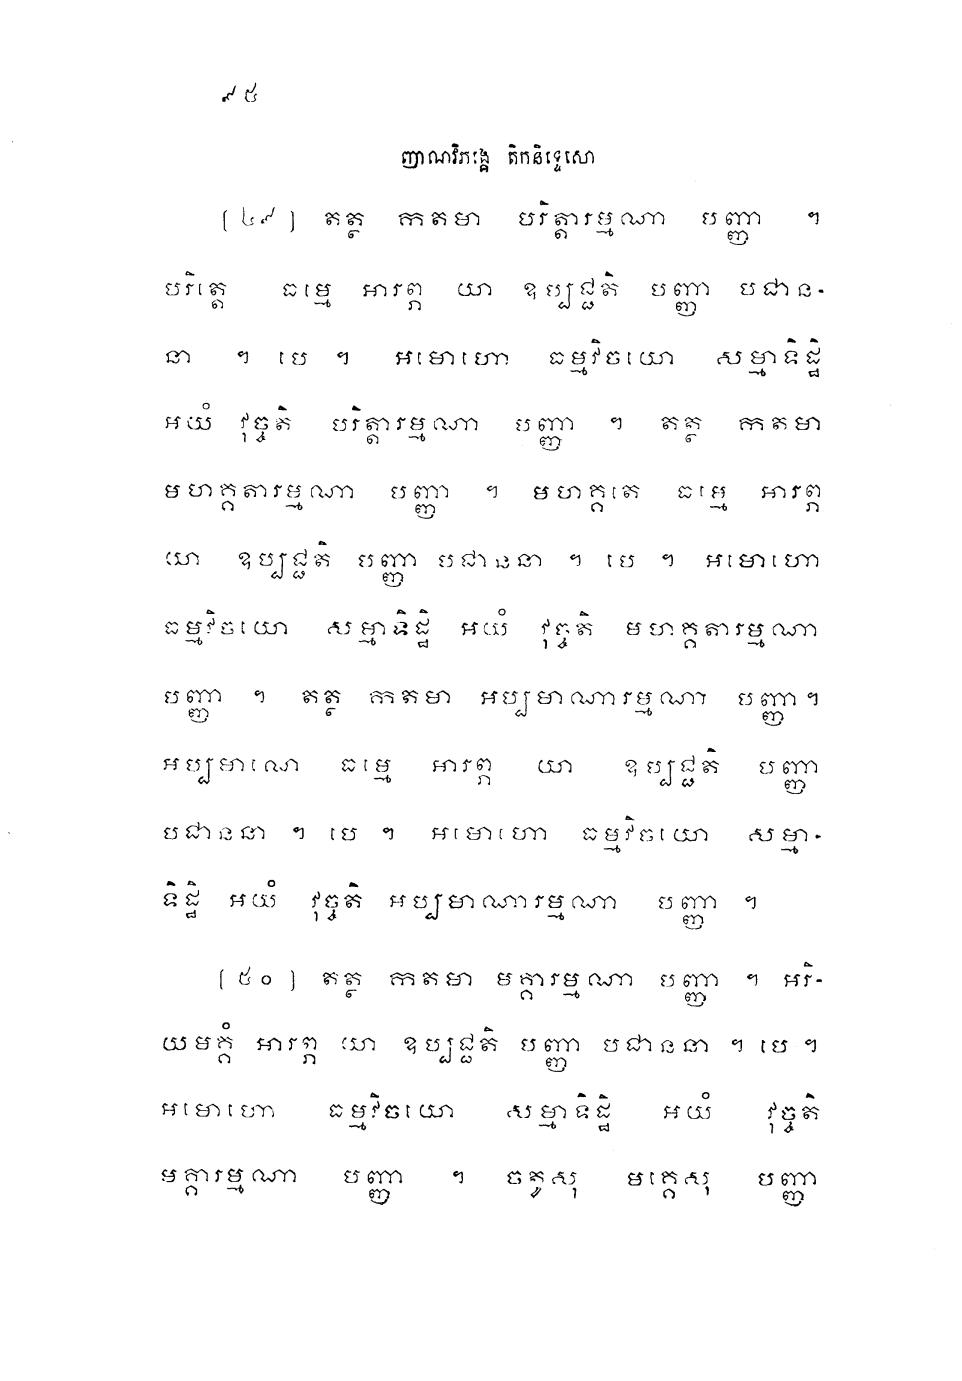 ៩៥
ញាណវិភង្គេ តិកនិទ្ទេសោ
[៤៩] តត្ថ កតមា បរិត្តារម្មណា បញ្ញា ។
បរិត្តេ ធម្មេ អារព្ភ យា ឧប្បជ្ជតិ បញ្ញា បជាន-
នា ។ បេ ។ អមោហោ ធម្មវិចយោ សម្មាទិដ្ឋិ
អយំ វុច្ចតិ បរិត្តារម្មណា បញ្ញា ។ តត្ថ កតមា
មហគ្គតារម្មណា បញ្ញា ។ មហគ្គតេ ធម្មេ អារព្ភ
យា ឧប្បជ្ជតិ បញ្ញា បជាននា ។ បេ ។ អមោហោ
ធម្មវិចយោ សម្មាទិដ្ឋិ អយំ វុច្ចតិ មហគ្គតារម្មណា
បញ្ញា ។ តត្ថ កតមា អប្បមាណារម្មណា បញ្ញា ។
អប្បមាណេ ធម្មេ អារព្ភ យា ឧប្បជ្ជតិ បញ្ញា
បជាននា ។ បេ ។ អមោហោ ធម្មវិចយោ សម្មា-
ទិដ្ឋិ អយំ វុច្ចតិ អប្បមាណារម្មណា បញ្ញា ។
[៥០] តត្ថ កតមា មគ្គារម្មណា បញ្ញា ។ អរិ-
យមគ្គំ អារព្ភ យា ឧប្បជ្ជតិ បញ្ញា បជាននា ។ បេ ។
អមោហោ ធម្មវិចយោ សម្មាទិដ្ឋិ អយំ វុច្ចតិ
មគ្គារម្មណា បញ្ញា ។ ចតូសុ មគ្គេសុ បញ្ញា